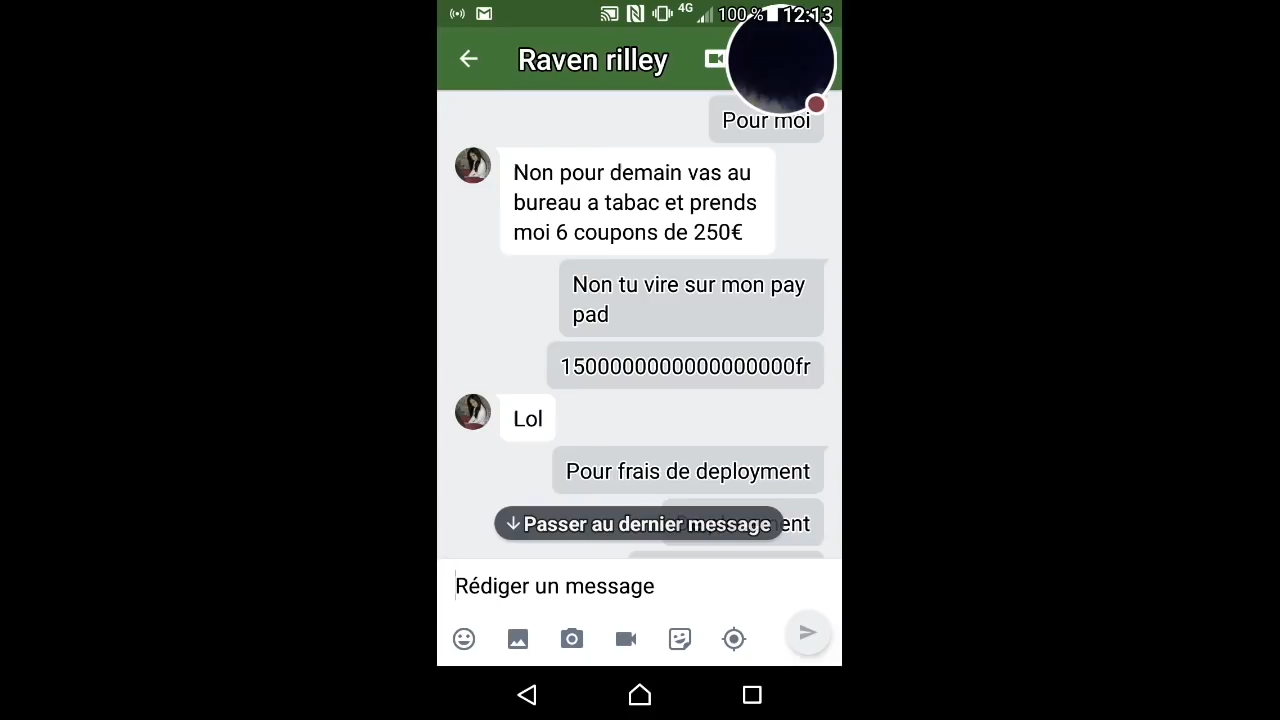 4G 100 % 12:13
Raven rilley
Pour moi
Non pour demain vas au
bureau a tabac et prends
moi 6 coupons de 250€
Non tu vire sur mon pay
pad
1500000000000000000fr
Lol
Pour frais de deployment
Passer au dernier message
ent
Rédiger un message